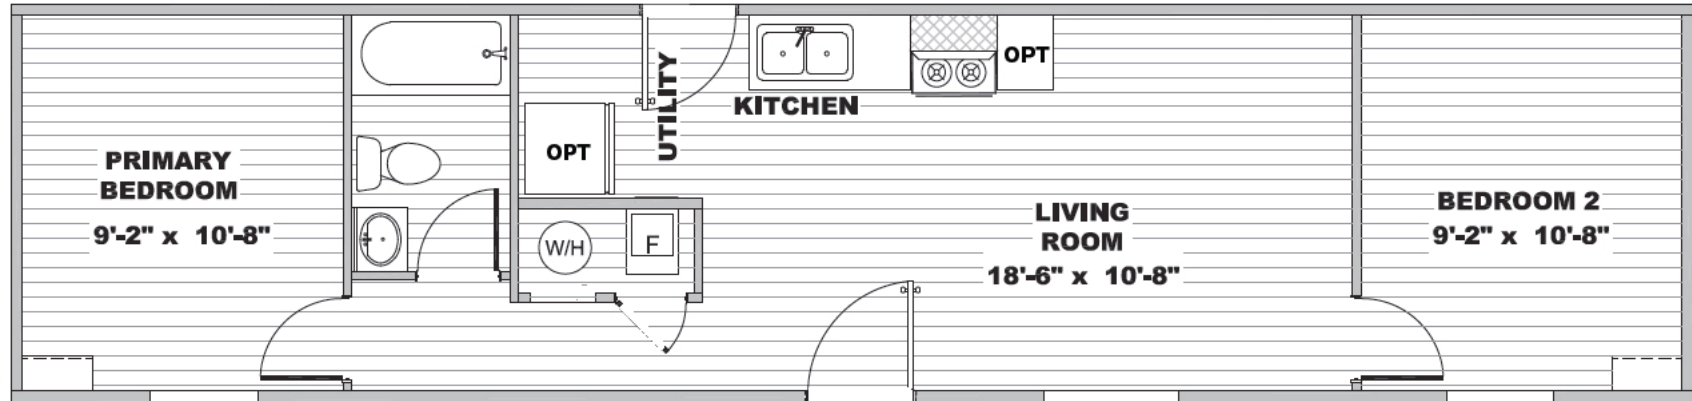 PRIMARY
BEDROOM
9'-2" x 10'-8"
OPT
W/H
F
UTILITY
KITCHEN
OPT
LIVING
ROOM
18'-6" x 10'-8"
BEDROOM 2
9'-2" x 10'-8"